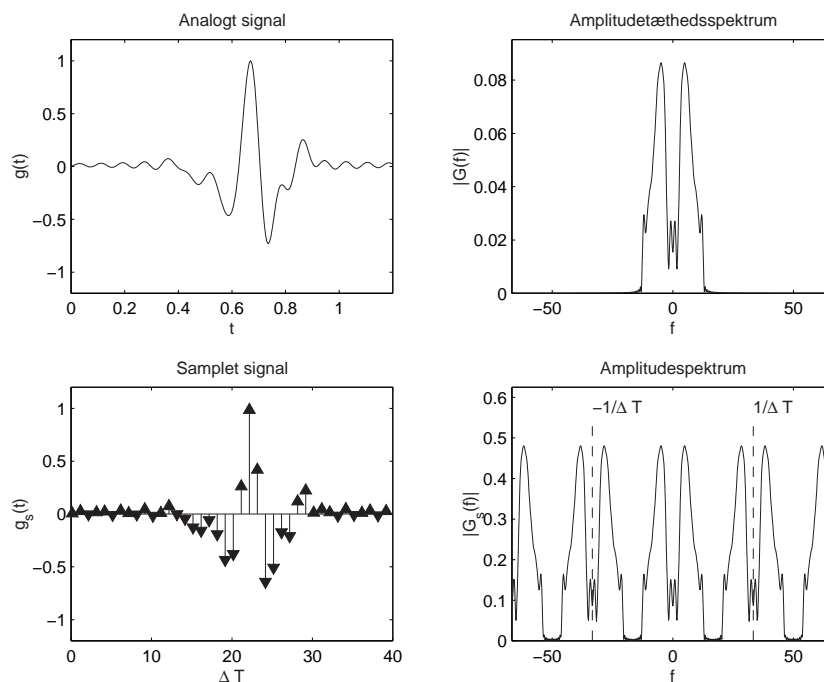 Analogt signal
1
0.5
0
−0.5
−1
g(t)
0 0.2 0.4 0.6 0.8 1
t
Amplitudetæthedsspektrum
0.08
0.06
0.04
0.02
0
|G(f)|
−50 0 50
f
Samplet signal
1
0.5
0
−0.5
−1
g_s(t)
0 10 20 30 40
Δ T
Amplitudespektrum
0.6
0.5
0.4
0.3
0.2
0.1
0
|G_s(f)|
−1/Δ T
1/Δ T
−50 0 50
f